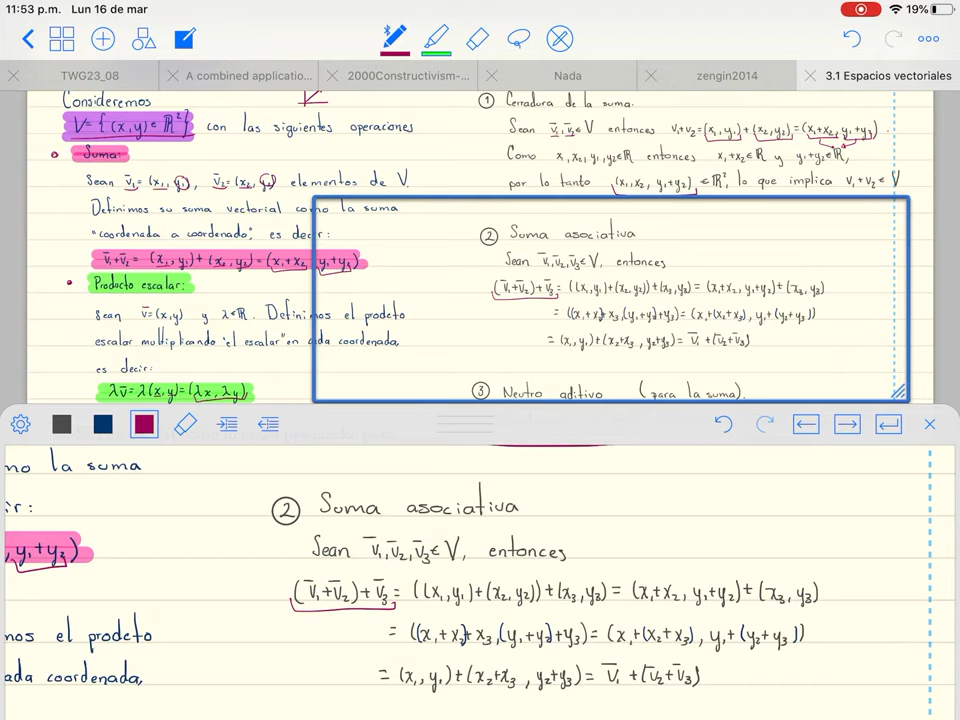 11:53 p.m. Lun 16 de mar
19%
TWG23_08
A combined applicatio...
2000Constructivism-...
Nada
zengin2014
3.1 Espacios vectoriales
Consideremos
V={(x,y)∈ℝ²} con las siguientes operaciones
Suma:
Sean v̄₁=(x₁,y₁), v̄₂=(x₂,y₂) elementos de V.
Definimos su suma vectorial como la suma
"coordenada a coordenado", es decir:
v̄₁+v̄₂ = (x₁,y₁)+(x₂,y₂)=(x₁+x₂, y₁+y₂)
Producto escalar:
Sean v̄=(x,y) y λ∈ℝ. Definimos el prodcto
escalar multiplicando "el escalar" en cada coordenada,
es decir:
λv̄=λ(x,y)=(λx, λy),
① Cerradura de la suma.
Sean v̄₁,v̄₂∈V entonces v₁+v₂=(x₁,y₁)+(x₂,y₂)=(x₁+x₂, y₁+y₂).
Como x₁,x₂,y₁,y₂∈ℝ entonces x₁+x₂∈ℝ y y₁+y₂∈ℝ,
por lo tanto (x₁,x₂, y₁+y₂)∈ℝ², lo que implica v₁+v₂∈V
② Suma asociativa
Sean v̄₁,v̄₂,v̄₃∈V, entonces
(v̄₁+v̄₂)+v̄₃=((x₁,y₁)+(x₂,y₂))+(x₃,y₃)=(x₁+x₂, y₁+y₂)+(x₃,y₃)
=((x₁+x₂)+x₃,(y₁+y₂)+y₃)=(x₁+(x₂+x₃), y₁+(y₂+y₃))
=(x₁,y₁)+(x₂+x₃, y₂+y₃)= v̄₁+(v̄₂+v̄₃)
③ Neutro aditivo (para la suma).
mo la suma
ir:
, y₁+y₂)
nos el prodcto
ada coordenada,
② Suma asociativa
Sean v̄₁,v̄₂,v̄₃∈V, entonces
(v̄₁+v̄₂)+v̄₃=((x₁,y₁)+(x₂,y₂))+(x₃,y₃)=(x₁+x₂, y₁+y₂)+(x₃,y₃)
=((x₁+x₂)+x₃,(y₁+y₂)+y₃)=(x₁+(x₂+x₃), y₁+(y₂+y₃))
=(x₁,y₁)+(x₂+x₃, y₂+y₃)= v̄₁+(v̄₂+v̄₃)